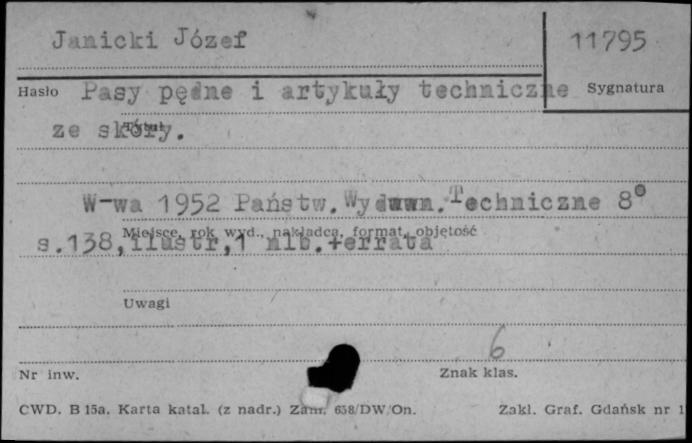 Janicki Józef 11795
Hasło Pasy pędne i artykuły techniczne Sygnatura
Tytuł
ze skóry.
W-wa 1952 Państw. Wydawn. Techniczne 8°
Miejsce, rok wyd., nakładca, format, objętość
s.138, ilustr, 1 nlb.+errata
Uwagi
6
Nr inw. Znak klas.
CWD. B 15a. Karta katal. (z nadr.) Zam. 658/DW/On. Zakl. Graf. Gdańsk nr 1